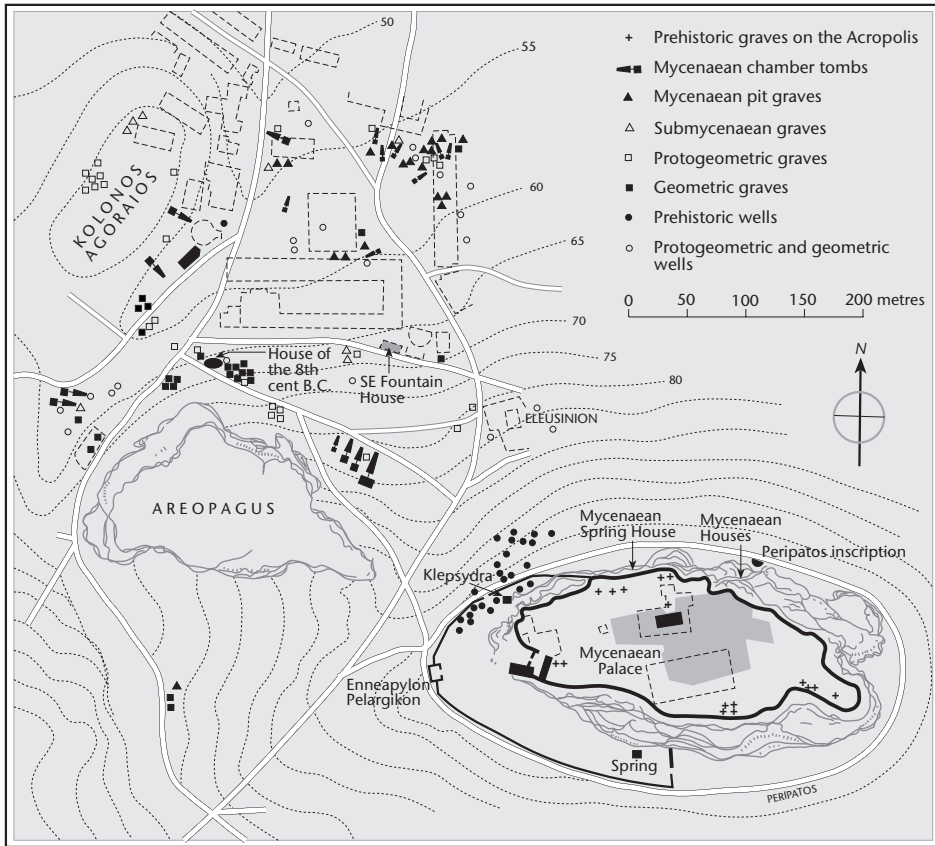 50
55
60
65
70
75
80
Prehistoric graves on the Acropolis
Mycenaean chamber tombs
Mycenaean pit graves
Submycenaean graves
Protogeometric graves
Geometric graves
Prehistoric wells
Protogeometric and geometric
wells
0 50 100 150 200 metres
N
KOLONOS
AGORAIOS
House of
the 8th
cent B.C.
SE Fountain
House
ELEUSINION
AREOPAGUS
Mycenaean
Spring House
Mycenaean
Houses
Peripatos inscription
Klepsydra
Mycenaean
Palace
Enneapylon
Pelargikon
Spring
PERIPATOS